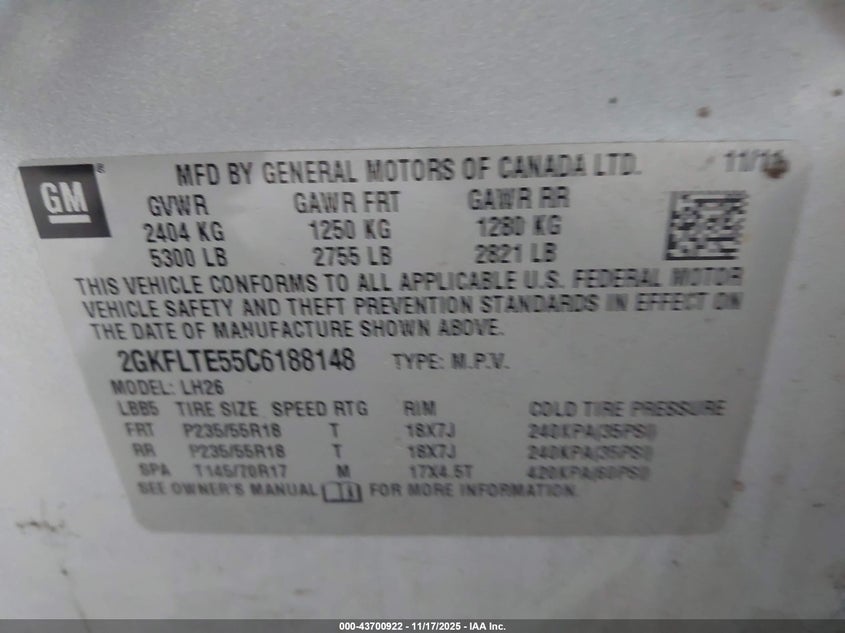 GM ®
MFD BY GENERAL MOTORS OF CANADA LTD. 11/11
GVWR GAWR FRT GAWR RR
2404 KG 1250 KG 1280 KG
5300 LB 2755 LB 2821 LB
THIS VEHICLE CONFORMS TO ALL APPLICABLE U.S. FEDERAL MOTOR
VEHICLE SAFETY AND THEFT PREVENTION STANDARDS IN EFFECT ON
THE DATE OF MANUFACTURE SHOWN ABOVE.
2GKFLTE55C6188148 TYPE: M.P.V.
MODEL: LH26
LBB5 TIRE SIZE SPEED RTG RIM COLD TIRE PRESSURE
FRT P235/55R18 T 18X7J 240KPA(35PSI)
RR P235/55R18 T 18X7J 240KPA(35PSI)
SPA T145/70R17 M 17X4.5T 420KPA(60PSI)
SEE OWNER'S MANUAL FOR MORE INFORMATION.
000-43700922 - 11/17/2025 - IAA Inc.